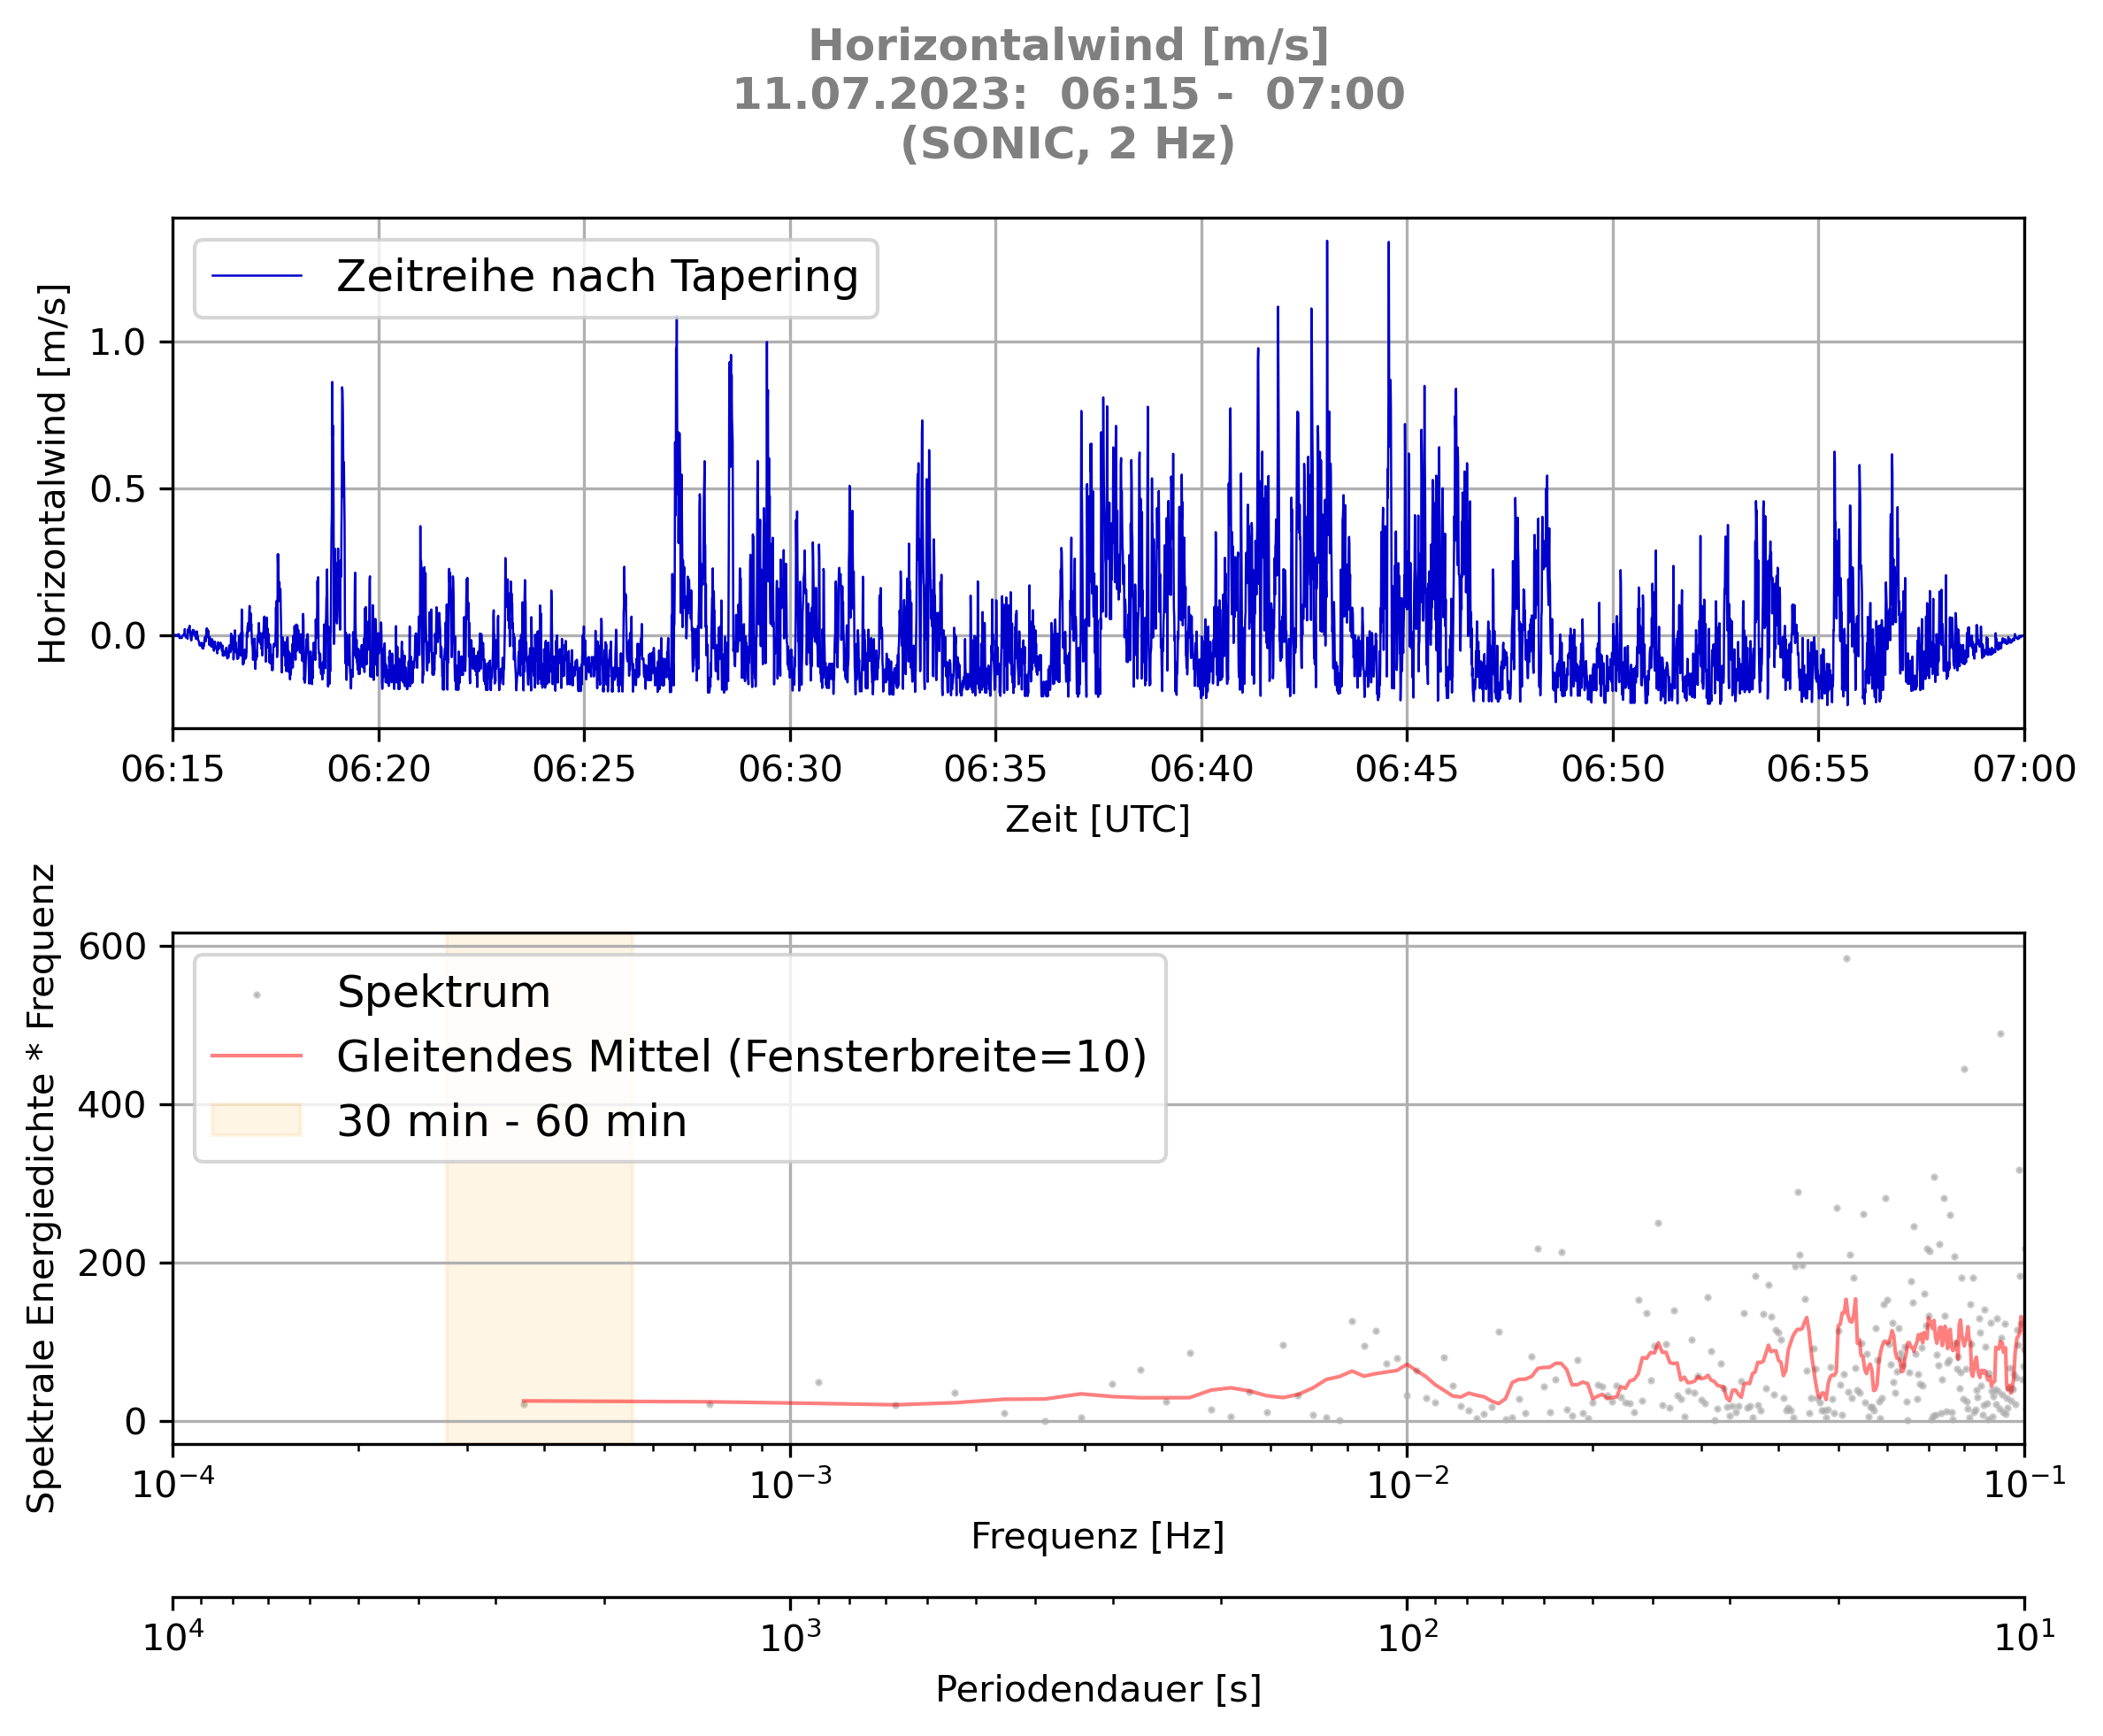 Horizontalwind [m/s]
11.07.2023:  06:15 -  07:00
(SONIC, 2 Hz)
Zeitreihe nach Tapering
Horizontalwind [m/s]
1.0
0.5
0.0
06:15 06:20 06:25 06:30 06:35 06:40 06:45 06:50 06:55 07:00
Zeit [UTC]
Spektrale Energiedichte * Frequenz
600
400
200
0
Spektrum
Gleitendes Mittel (Fensterbreite=10)
30 min - 60 min
10⁻⁴ 10⁻³ 10⁻² 10⁻¹
Frequenz [Hz]
10⁴ 10³ 10² 10¹
Periodendauer [s]